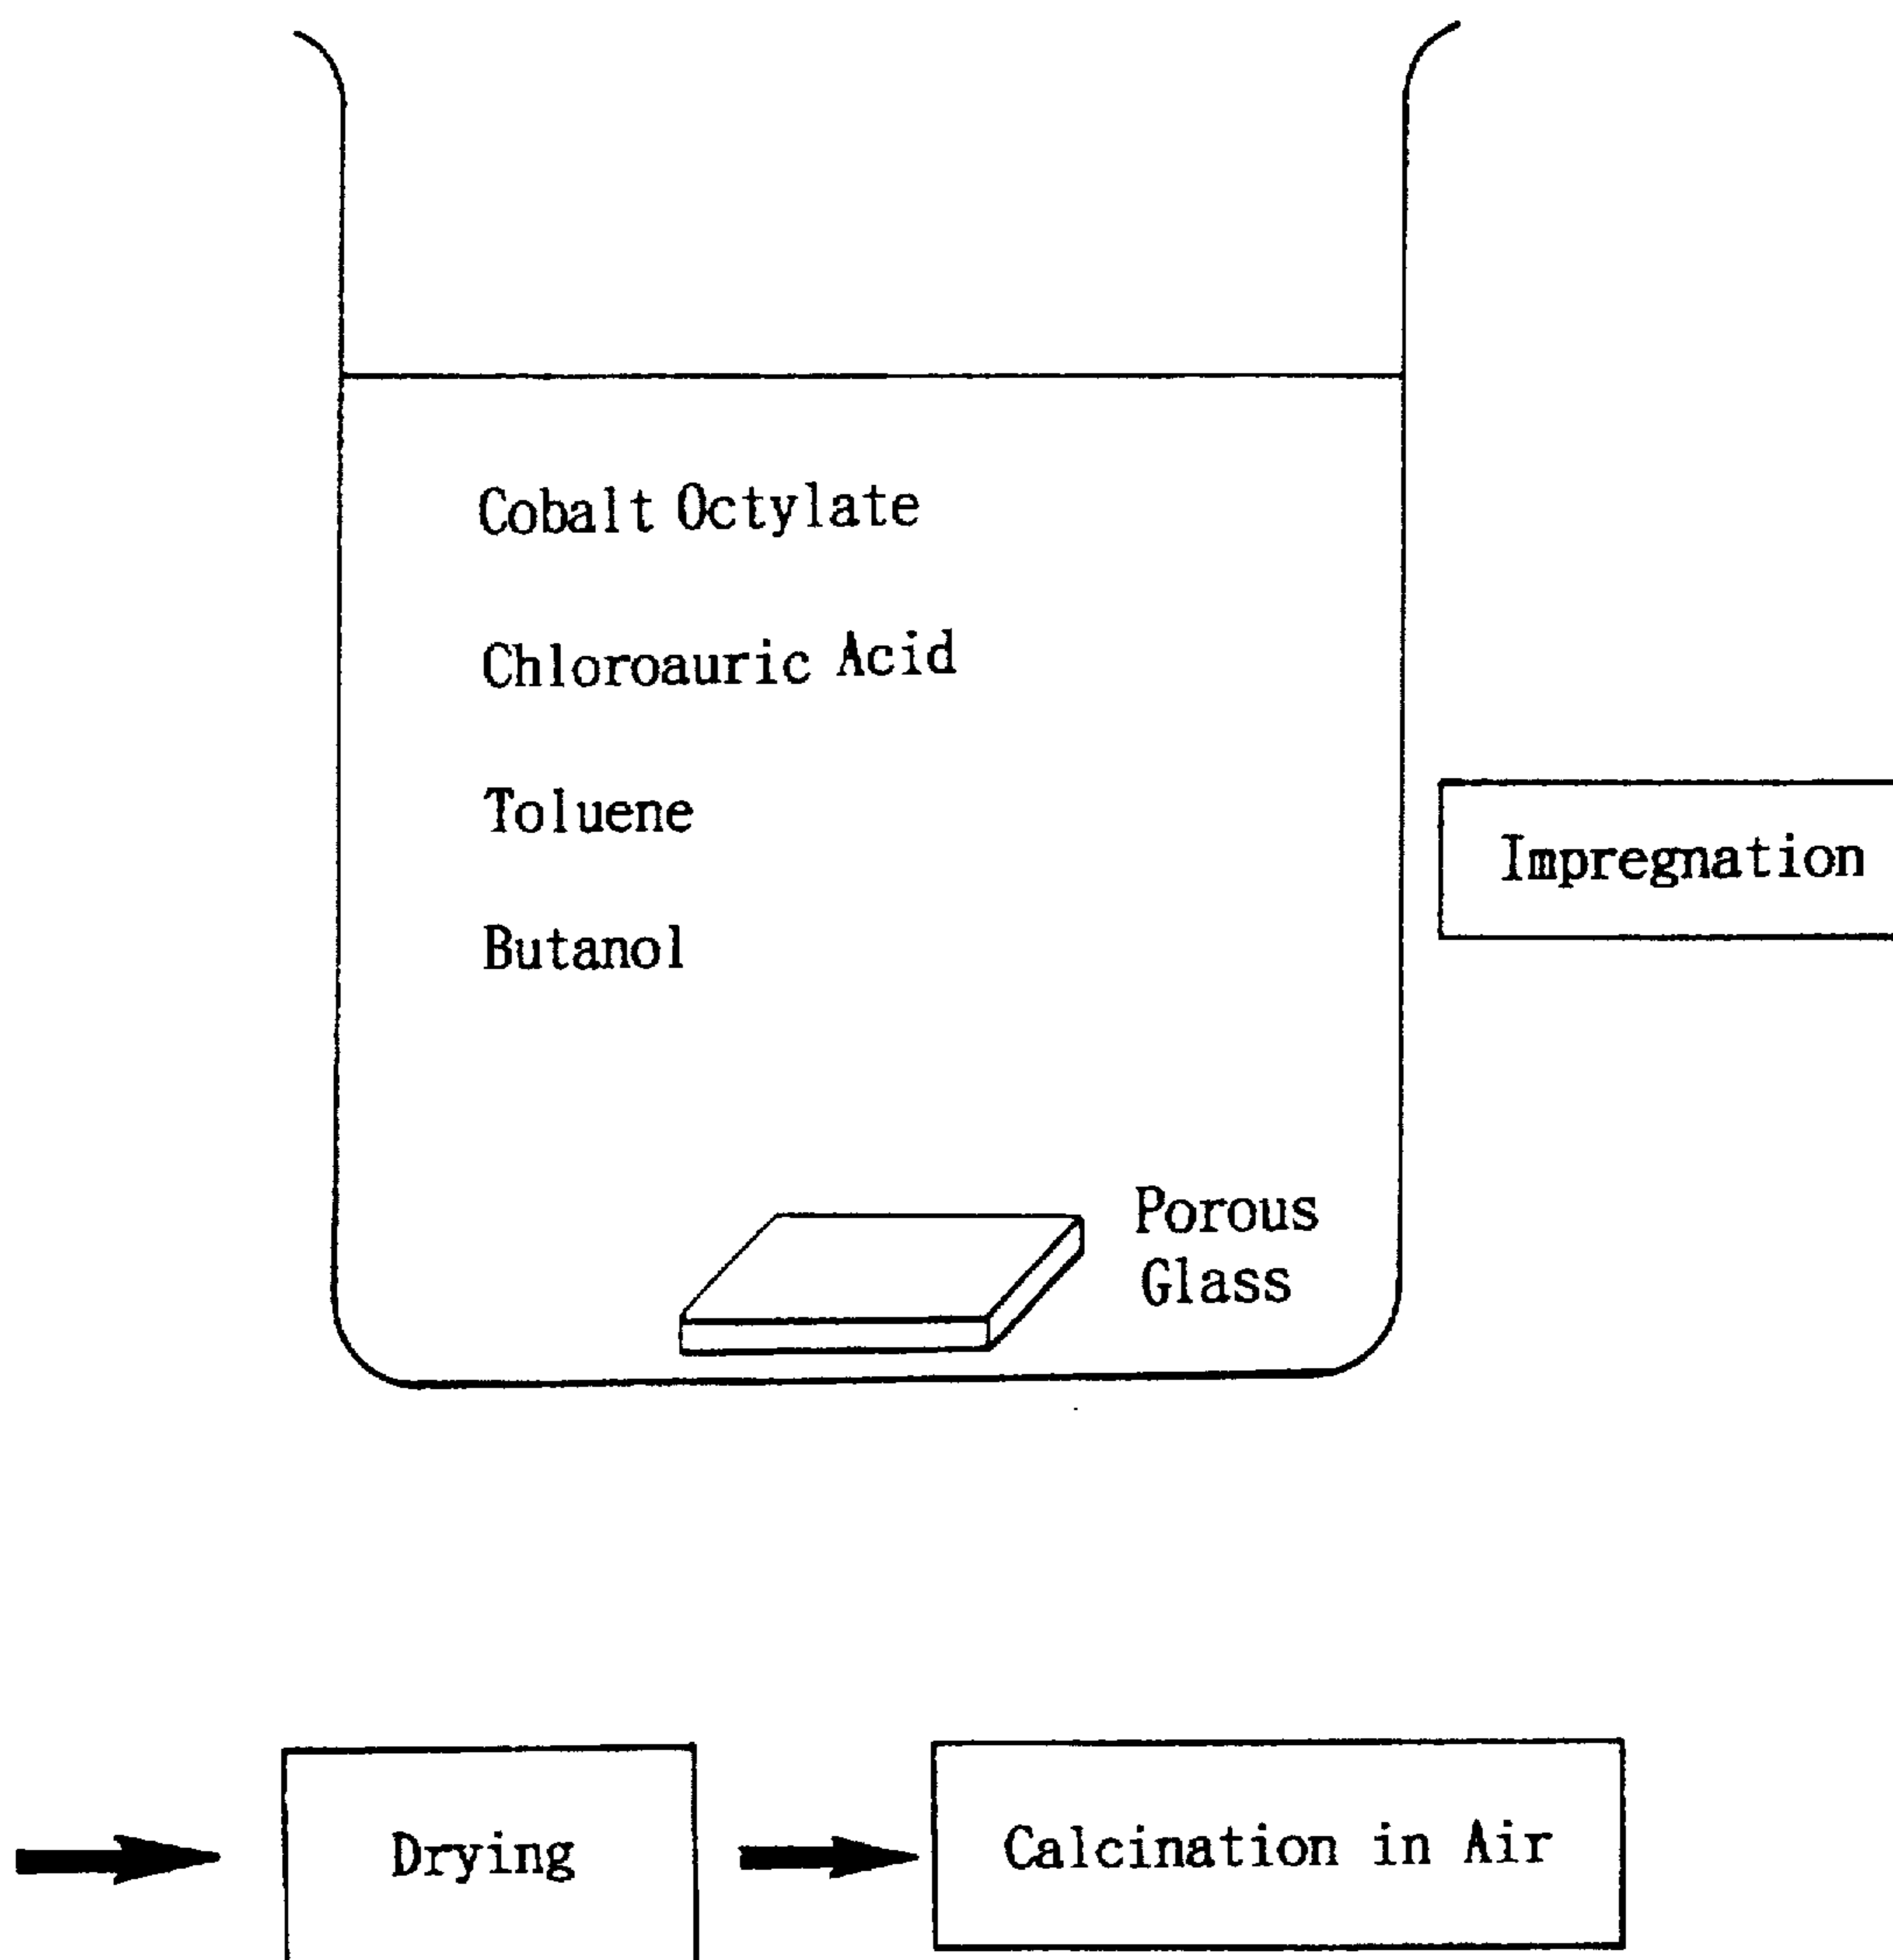 Cobalt Octylate
Chloroauric Acid
Toluene
Butanol
Impregnation
Porous
Glass
Drying
Calcination in Air